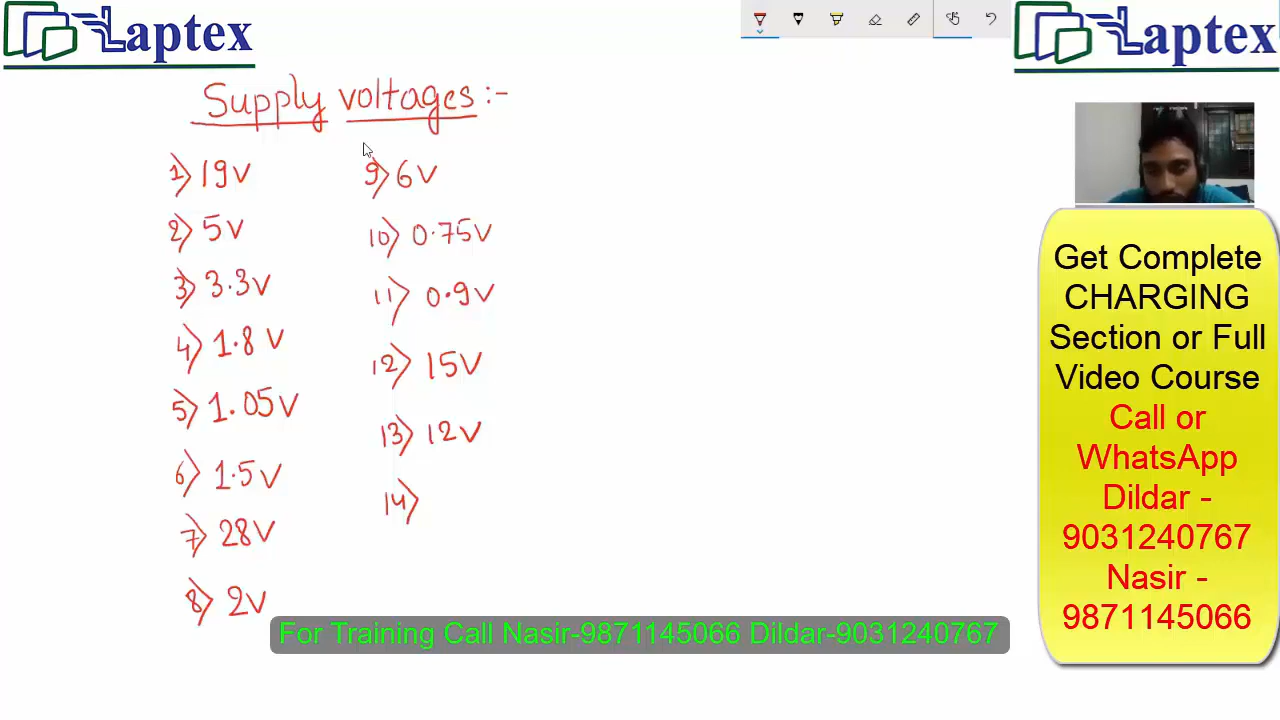 Laptex
Laptex
Supply voltages :-
1) 19V
2) 5V
3) 3.3V
4) 1.8 V
5) 1.05V
6) 1.5V
7) 28V
8) 2V
9) 6V
10) 0.75V
11) 0.9V
12) 15V
13) 12V
14)
Get Complete
CHARGING
Section or Full
Video Course
Call or
WhatsApp
Dildar -
9031240767
Nasir -
9871145066
For Training Call Nasir-9871145066 Dildar-9031240767